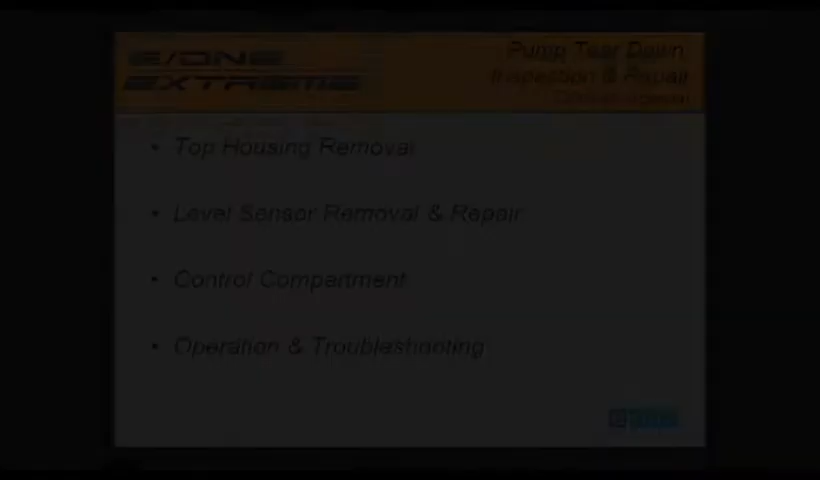 E/ONE
EXTREME
Pump Tear Down,
Inspection & Repair
• Top Housing Removal
• Level Sensor Removal & Repair
• Control Compartment
• Operation & Troubleshooting